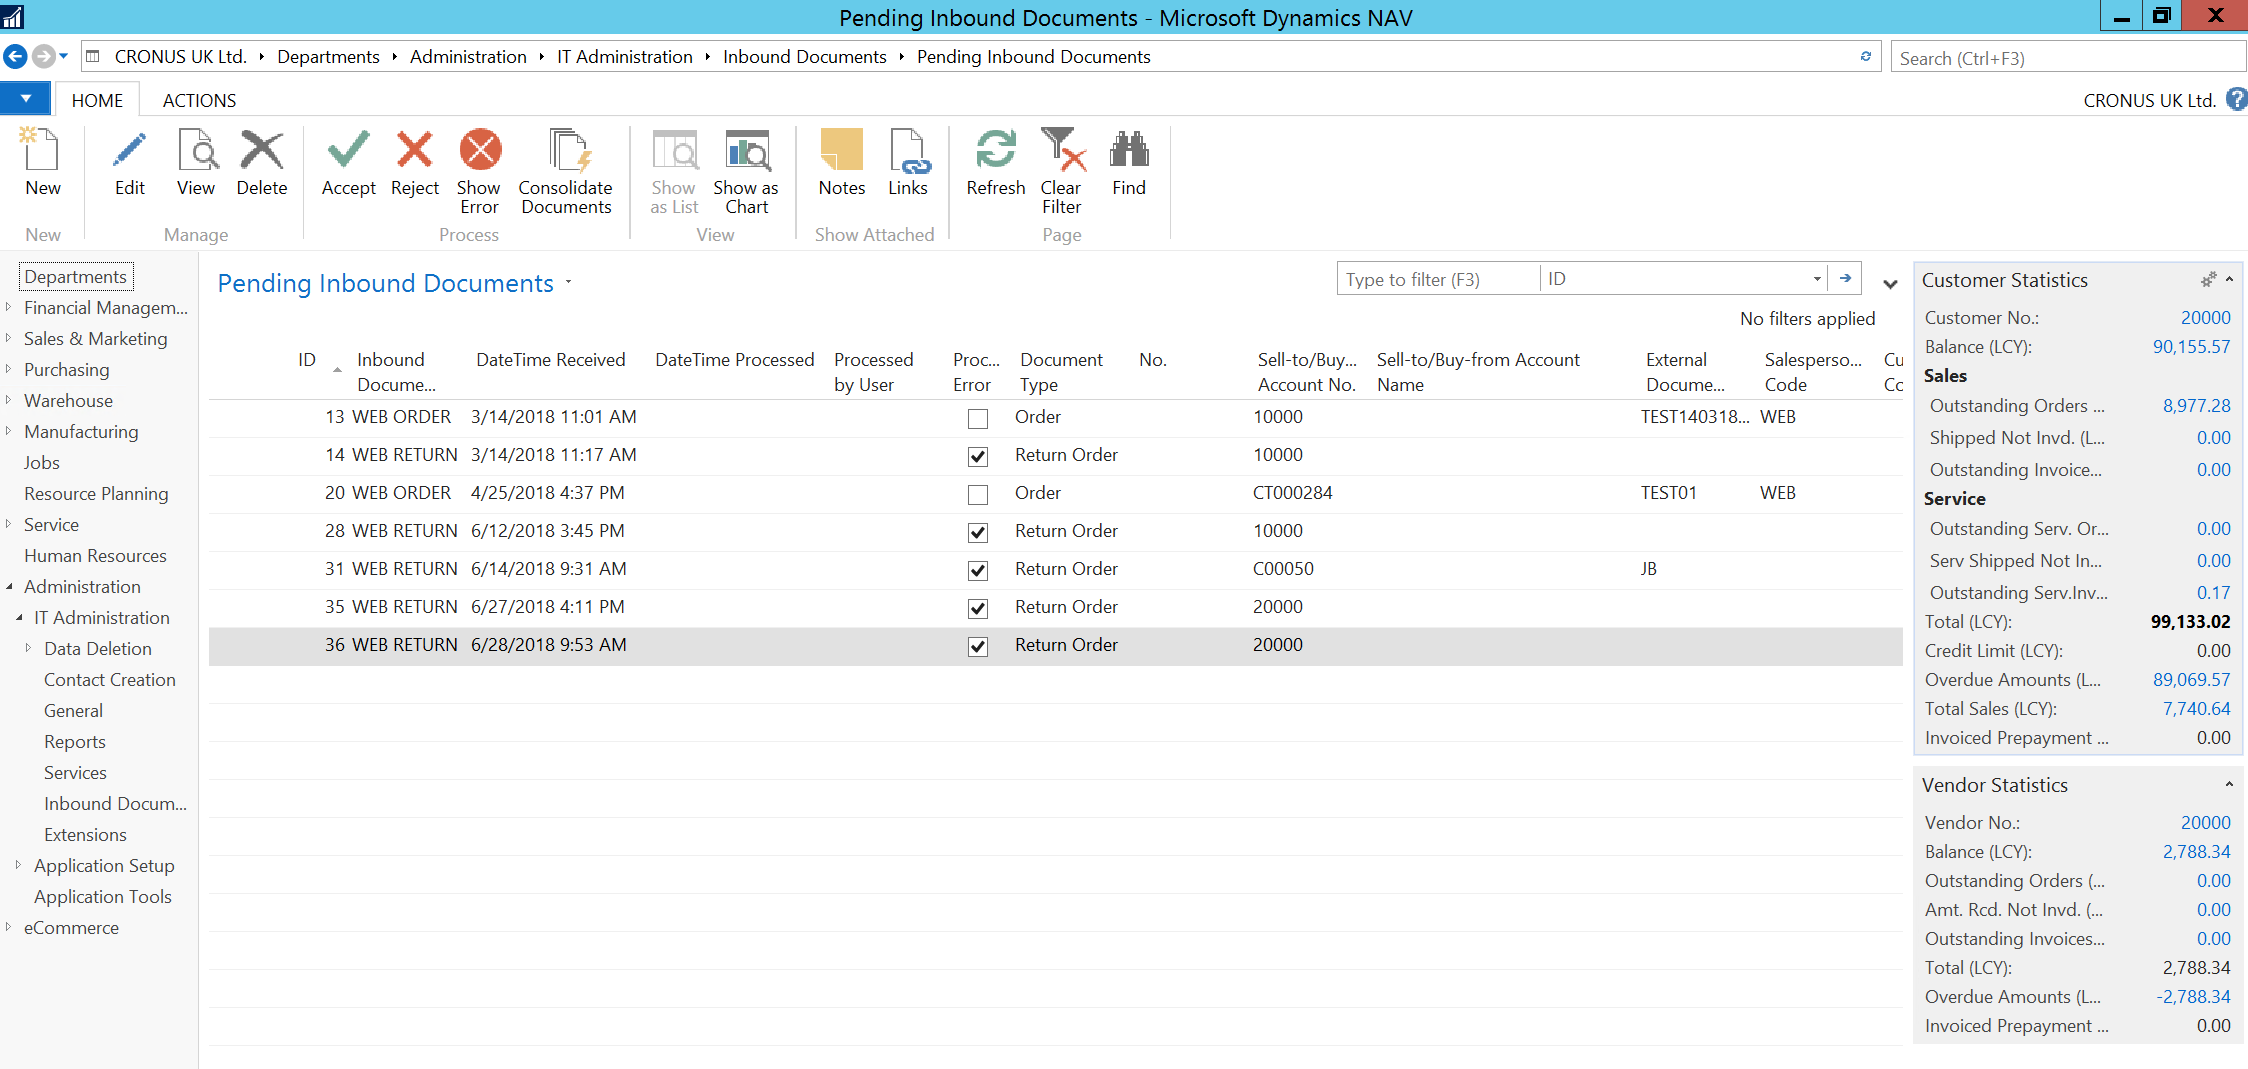 Pending Inbound Documents - Microsoft Dynamics NAV
CRONUS UK Ltd. Departments Administration IT Administration Inbound Documents Pending Inbound Documents
Search (Ctrl+F3)
HOME ACTIONS
CRONUS UK Ltd.
New Edit View Delete Accept Reject Show Error Consolidate Documents Show as List Show as Chart Notes Links Refresh Clear Filter Find
New Manage Process View Show Attached Page
Departments
Financial Managem...
Sales & Marketing
Purchasing
Warehouse
Manufacturing
Jobs
Resource Planning
Service
Human Resources
Administration
IT Administration
Data Deletion
Contact Creation
General
Reports
Services
Inbound Docum...
Extensions
Application Setup
Application Tools
eCommerce
Pending Inbound Documents
Type to filter (F3) ID
No filters applied
ID Inbound DateTime Received DateTime Processed Processed Proc... Document No. Sell-to/Buy... Sell-to/Buy-from Account External Salesperso... Cu
Docume... by User Error Type Account No. Name Docume... Code Cc
13 WEB ORDER 3/14/2018 11:01 AM Order 10000 TEST140318... WEB
14 WEB RETURN 3/14/2018 11:17 AM Return Order 10000
20 WEB ORDER 4/25/2018 4:37 PM Order CT000284 TEST01 WEB
28 WEB RETURN 6/12/2018 3:45 PM Return Order 10000
31 WEB RETURN 6/14/2018 9:31 AM Return Order C00050 JB
35 WEB RETURN 6/27/2018 4:11 PM Return Order 20000
36 WEB RETURN 6/28/2018 9:53 AM Return Order 20000
Customer Statistics
Customer No.: 20000
Balance (LCY): 90,155.57
Sales
Outstanding Orders ... 8,977.28
Shipped Not Invd. (L... 0.00
Outstanding Invoice... 0.00
Service
Outstanding Serv. Or... 0.00
Serv Shipped Not In... 0.00
Outstanding Serv.Inv... 0.17
Total (LCY): 99,133.02
Credit Limit (LCY): 0.00
Overdue Amounts (L... 89,069.57
Total Sales (LCY): 7,740.64
Invoiced Prepayment ... 0.00
Vendor Statistics
Vendor No.: 20000
Balance (LCY): 2,788.34
Outstanding Orders (... 0.00
Amt. Rcd. Not Invd. (... 0.00
Outstanding Invoices... 0.00
Total (LCY): 2,788.34
Overdue Amounts (L... -2,788.34
Invoiced Prepayment ... 0.00